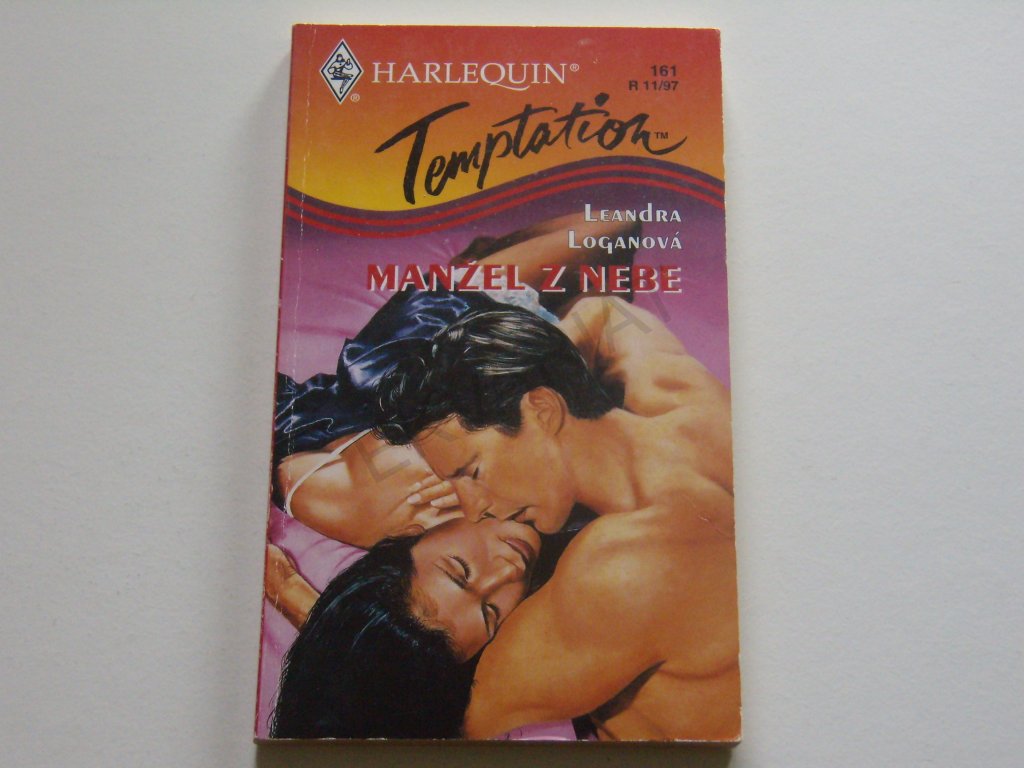 HARLEQUIN®
161
R 11/97
®
Temptation™
Leandra
Loganová
MANŽEL Z NEBE